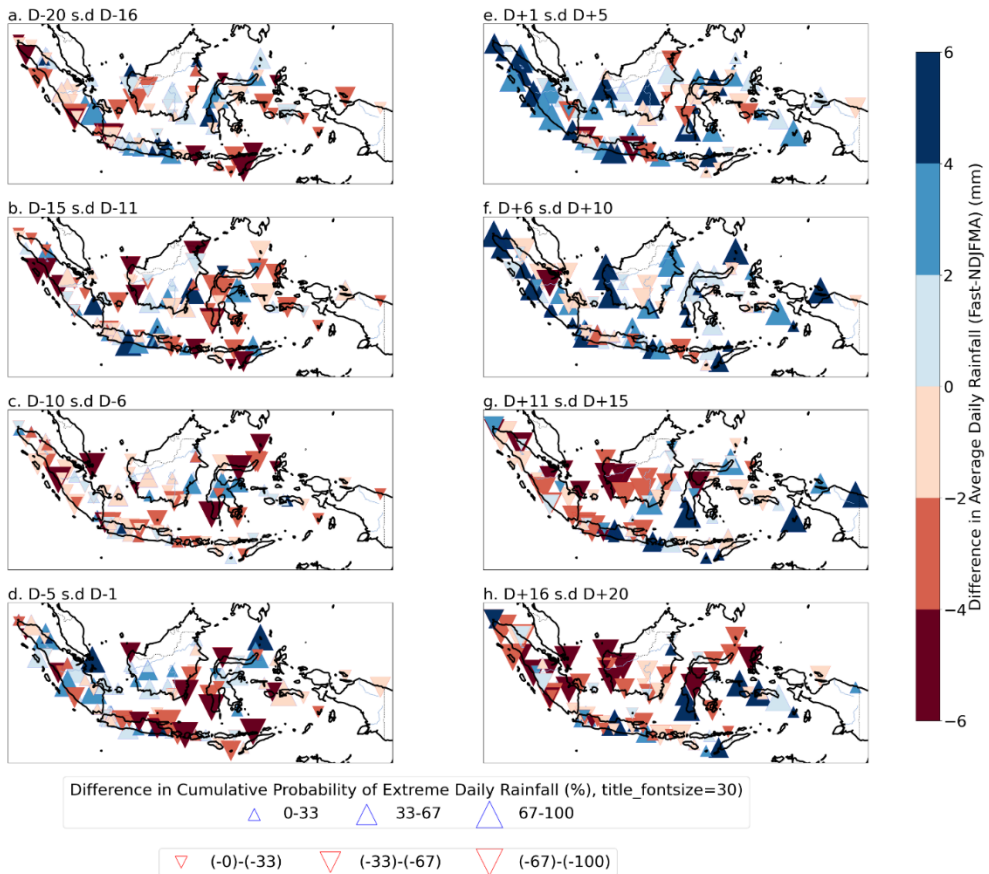 a. D-20 s.d D-16
e. D+1 s.d D+5
b. D-15 s.d D-11
f. D+6 s.d D+10
c. D-10 s.d D-6
g. D+11 s.d D+15
d. D-5 s.d D-1
h. D+16 s.d D+20
6
4
2
0
−2
−4
−6
Difference in Average Daily Rainfall (Fast-NDJFMA) (mm)
Difference in Cumulative Probability of Extreme Daily Rainfall (%), title_fontsize=30)
0-33 33-67 67-100
(-0)-(-33) (-33)-(-67) (-67)-(-100)